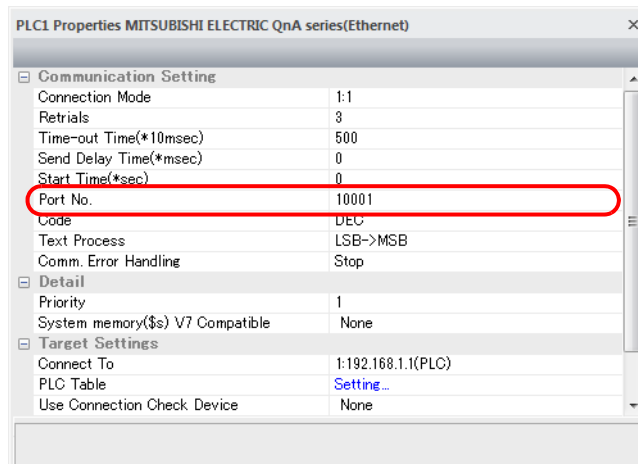 PLC1 Properties MITSUBISHI ELECTRIC QnA series(Ethernet)
Communication Setting
Connection Mode 1:1
Retrials 3
Time-out Time(*10msec) 500
Send Delay Time(*msec) 0
Start Time(*sec) 0
Port No. 10001
Code DEC
Text Process LSB->MSB
Comm. Error Handling Stop
Detail
Priority 1
System memory($s) V7 Compatible None
Target Settings
Connect To 1:192.168.1.1(PLC)
PLC Table Setting...
Use Connection Check Device None